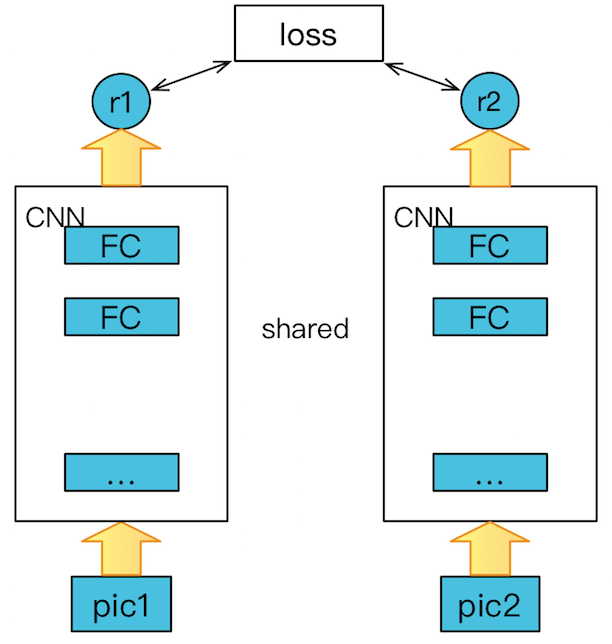 loss
r1
r2
CNN
CNN
FC
FC
FC
FC
shared
...
...
pic1
pic2